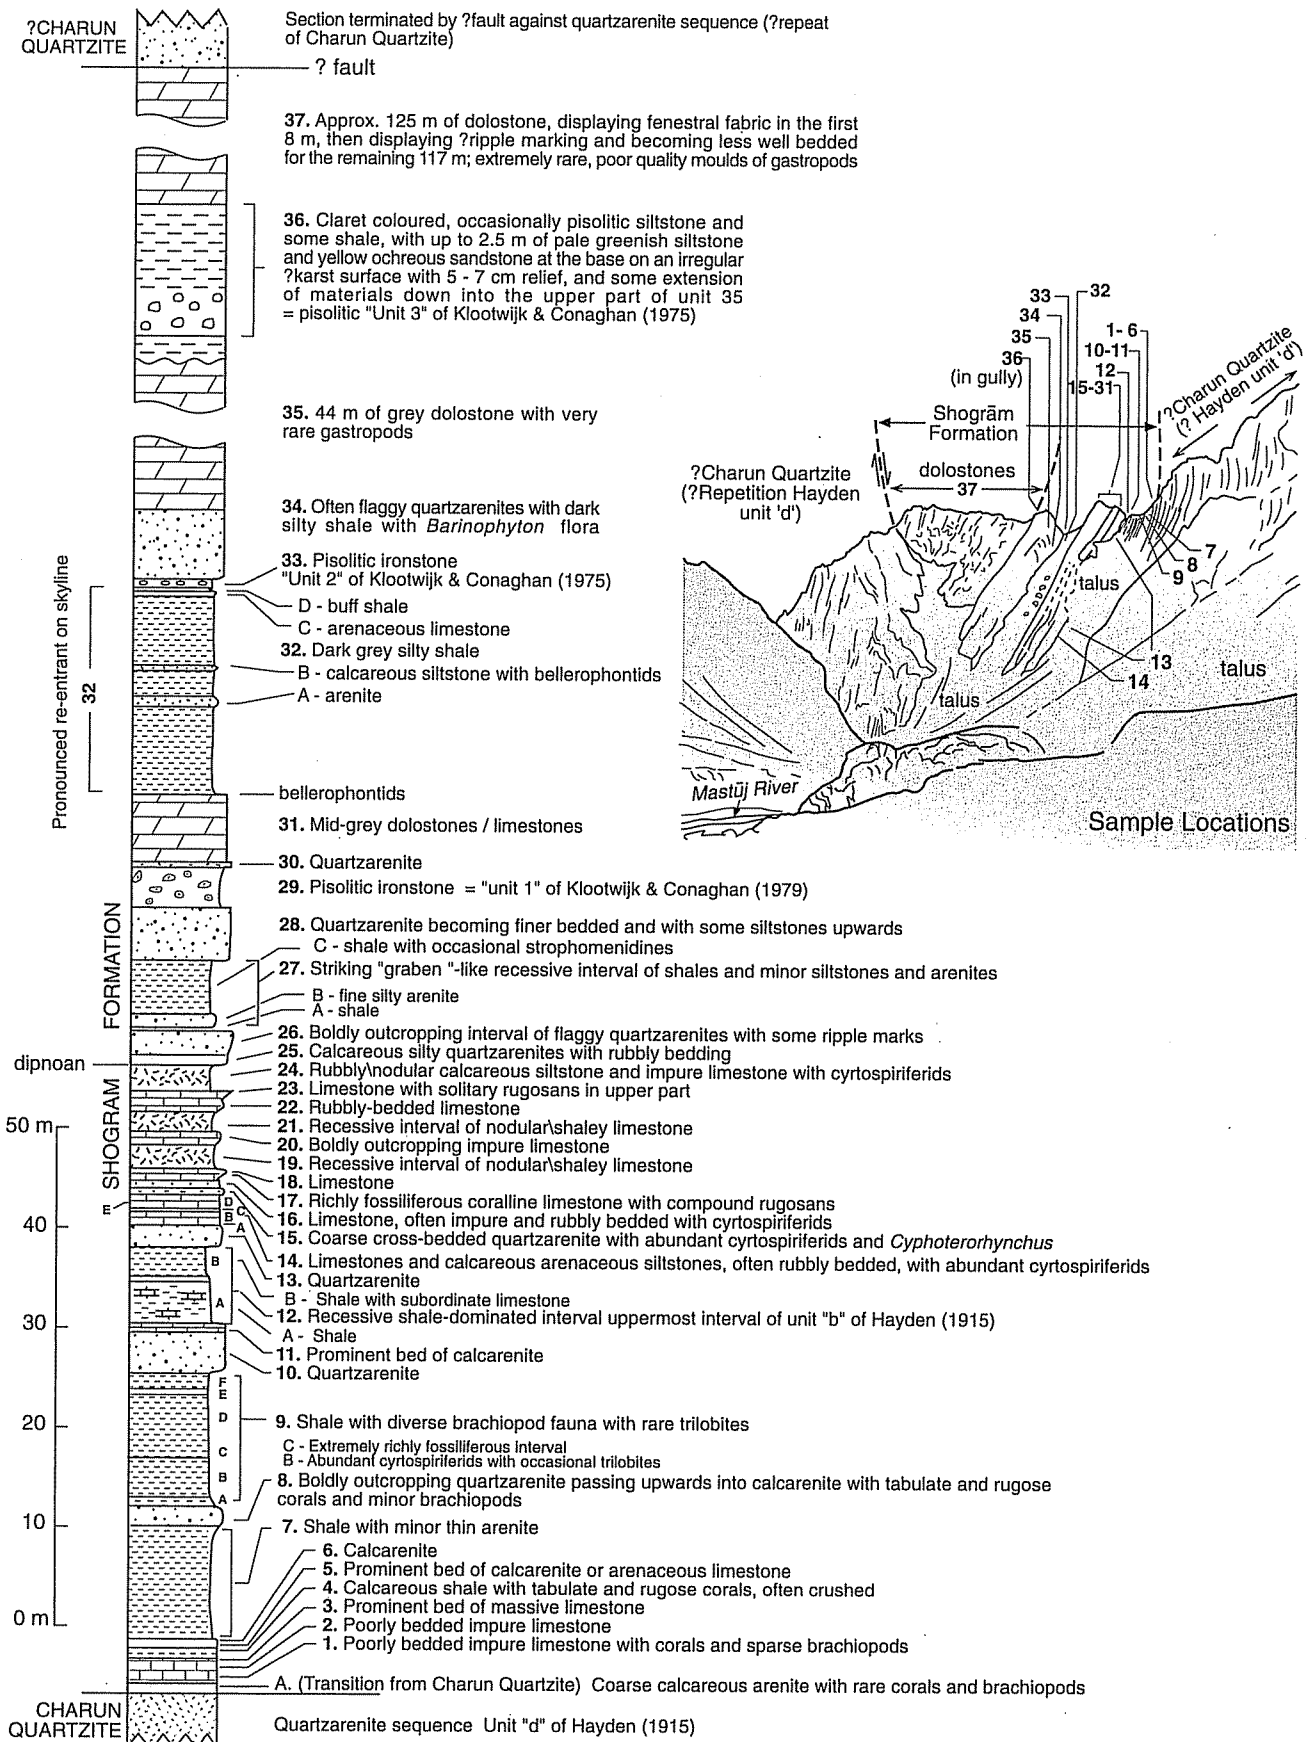 ?CHARUN
QUARTZITE
Section terminated by ?fault against quartzarenite sequence (?repeat
of Charun Quartzite)
? fault
37. Approx. 125 m of dolostone, displaying fenestral fabric in the first
8 m, then displaying ?ripple marking and becoming less well bedded
for the remaining 117 m; extremely rare, poor quality moulds of gastropods
36. Claret coloured, occasionally pisolitic siltstone and
some shale, with up to 2.5 m of pale greenish siltstone
and yellow ochreous sandstone at the base on an irregular
?karst surface with 5 - 7 cm relief, and some extension
of materials down into the upper part of unit 35
= pisolitic "Unit 3" of Klootwijk & Conaghan (1975)
35. 44 m of grey dolostone with very
rare gastropods
34. Often flaggy quartzarenites with dark
silty shale with Barinophyton flora
33. Pisolitic ironstone
"Unit 2" of Klootwijk & Conaghan (1975)
D - buff shale
C - arenaceous limestone
32. Dark grey silty shale
B - calcareous siltstone with bellerophontids
A - arenite
Pronounced re-entrant on skyline
32
bellerophontids
31. Mid-grey dolostones / limestones
30. Quartzarenite
29. Pisolitic ironstone = "unit 1" of Klootwijk & Conaghan (1979)
28. Quartzarenite becoming finer bedded and with some siltstones upwards
C - shale with occasional strophomenidines
27. Striking "graben "-like recessive interval of shales and minor siltstones and arenites
B - fine silty arenite
A - shale
26. Boldly outcropping interval of flaggy quartzarenites with some ripple marks
25. Calcareous silty quartzarenites with rubbly bedding
24. Rubbly\nodular calcareous siltstone and impure limestone with cyrtospiriferids
23. Limestone with solitary rugosans in upper part
22. Rubbly-bedded limestone
21. Recessive interval of nodular\shaley limestone
20. Boldly outcropping impure limestone
19. Recessive interval of nodular\shaley limestone
18. Limestone
17. Richly fossiliferous coralline limestone with compound rugosans
16. Limestone, often impure and rubbly bedded with cyrtospiriferids
15. Coarse cross-bedded quartzarenite with abundant cyrtospiriferids and Cyphoterorhynchus
14. Limestones and calcareous arenaceous siltstones, often rubbly bedded, with abundant cyrtospiriferids
13. Quartzarenite
B - Shale with subordinate limestone
12. Recessive shale-dominated interval uppermost interval of unit "b" of Hayden (1915)
A - Shale
11. Prominent bed of calcarenite
10. Quartzarenite
9. Shale with diverse brachiopod fauna with rare trilobites
C - Extremely richly fossiliferous interval
B - Abundant cyrtospiriferids with occasional trilobites
8. Boldly outcropping quartzarenite passing upwards into calcarenite with tabulate and rugose
corals and minor brachiopods
7. Shale with minor thin arenite
6. Calcarenite
5. Prominent bed of calcarenite or arenaceous limestone
4. Calcareous shale with tabulate and rugose corals, often crushed
3. Prominent bed of massive limestone
2. Poorly bedded impure limestone
1. Poorly bedded impure limestone with corals and sparse brachiopods
A. (Transition from Charun Quartzite) Coarse calcareous arenite with rare corals and brachiopods
CHARUN
QUARTZITE
Quartzarenite sequence Unit "d" of Hayden (1915)
SHOGRAM FORMATION
dipnoan
50 m
40
30
20
10
0 m
E
D
C
B
A
B
A
F
E
D
C
B
A
33
32
34
35
1- 6
36
10-11
(in gully)
12
15-31
?Charun Quartzite
(? Hayden unit 'd')
Shogrām
Formation
?Charun Quartzite
(?Repetition Hayden
unit 'd')
dolostones
37
7
8
9
talus
13
14
talus
talus
Mastūj River
Sample Locations